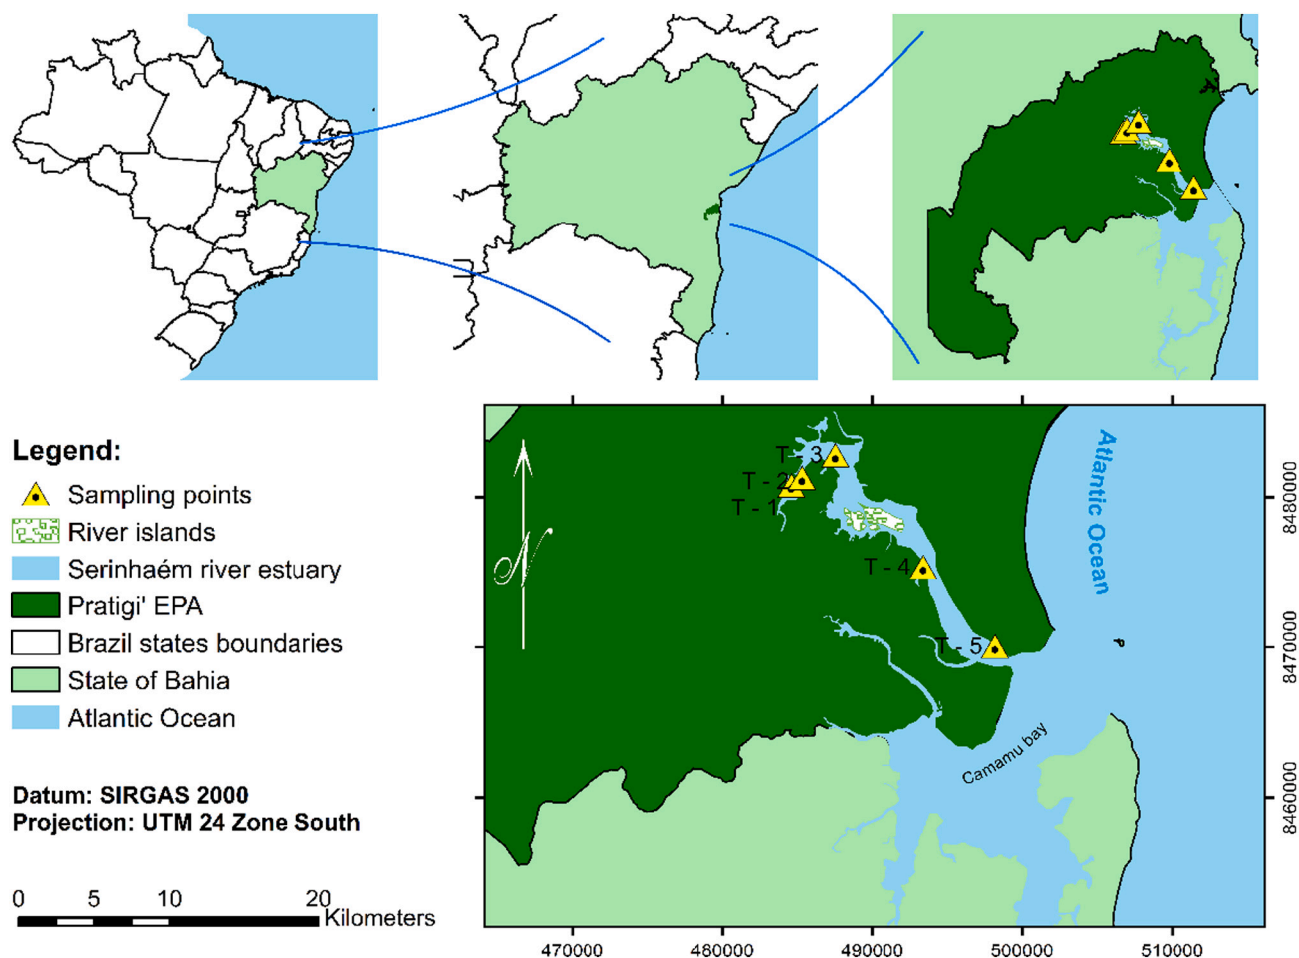 Legend:
Sampling points
River islands
Serinhaém river estuary
Pratigi' EPA
Brazil states boundaries
State of Bahia
Atlantic Ocean
Datum: SIRGAS 2000
Projection: UTM 24 Zone South
0 5 10 20
Kilometers
N
T - 3
T - 2
T - 1
T - 4
T - 5
Atlantic Ocean
Camamu bay
8480000
8470000
8460000
470000 480000 490000 500000 510000